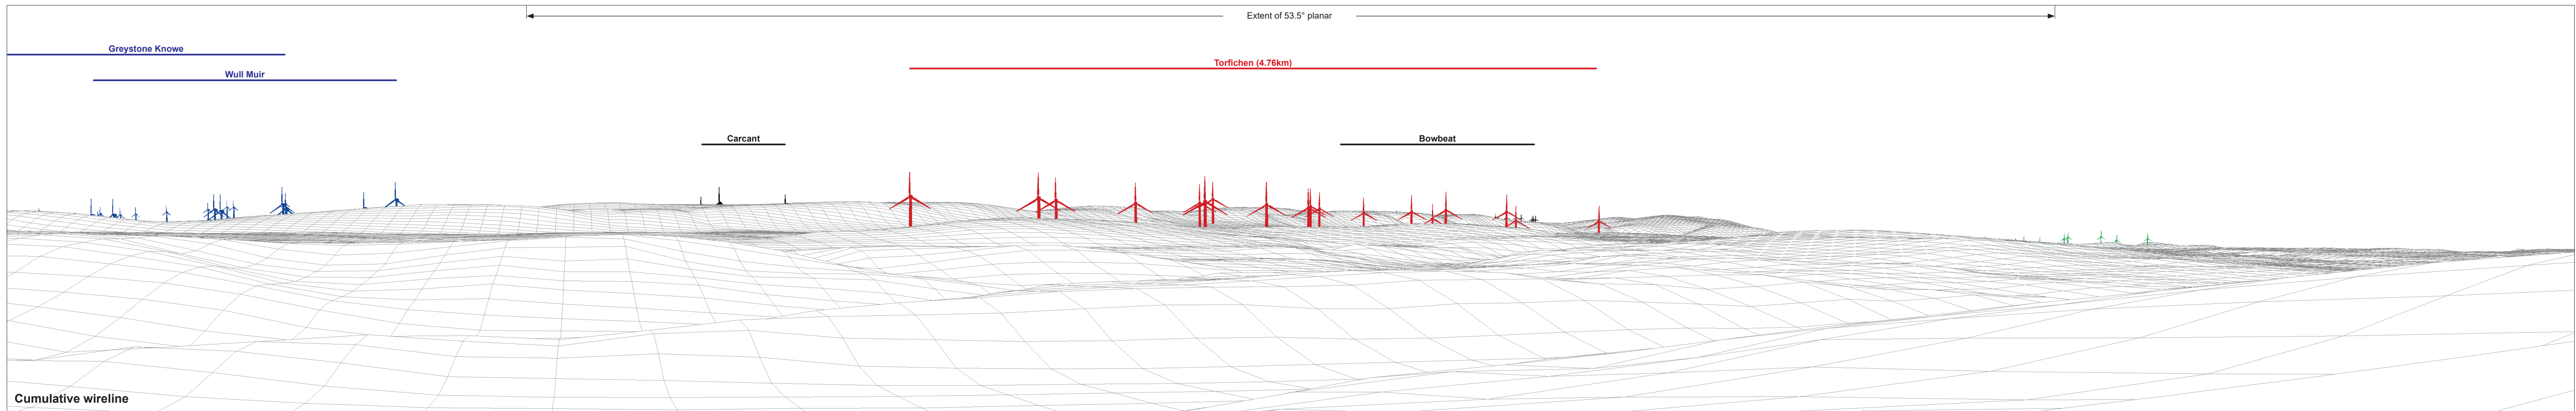 Extent of 53.5° planar
Greystone Knowe
Torfichen (4.76km)
Wull Muir
Carcant
Bowbeat
Cumulative wireline